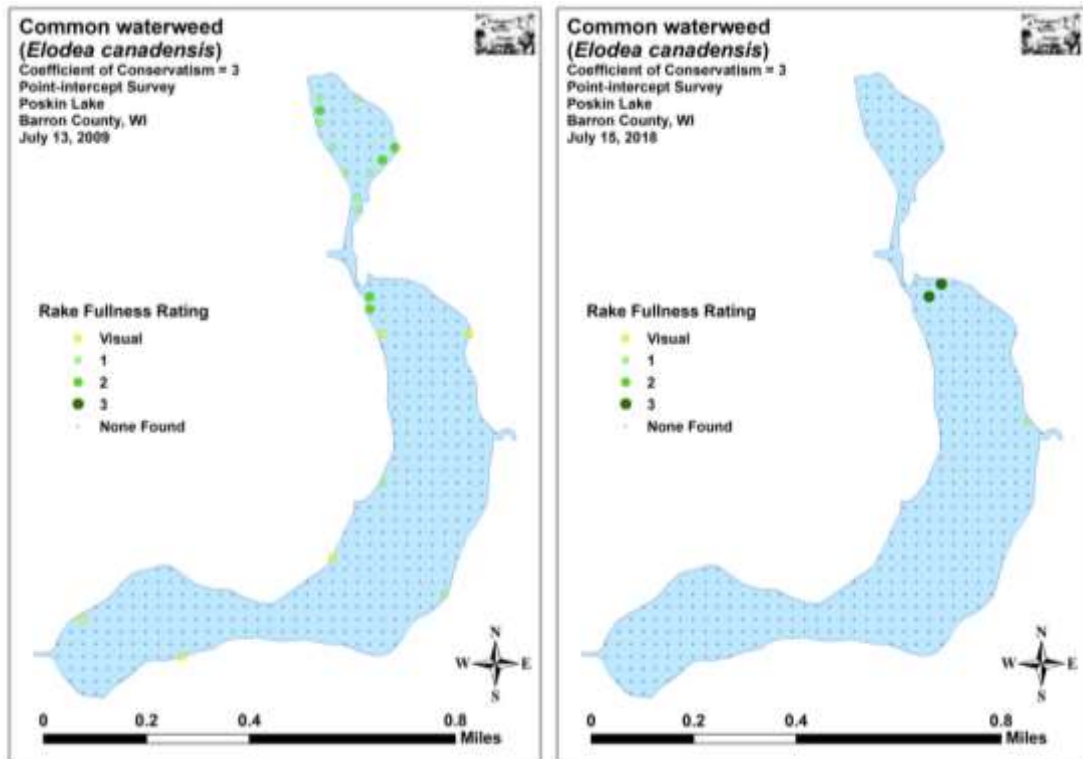 Common waterweed
(Elodea canadensis)
Coefficient of Conservatism = 3
Point-intercept Survey
Poskin Lake
Barron County, WI
July 13, 2009
Rake Fullness Rating
Visual
1
2
3
None Found
N
W E
S
0 0.2 0.4 0.8
Miles
Common waterweed
(Elodea canadensis)
Coefficient of Conservatism = 3
Point-intercept Survey
Poskin Lake
Barron County, WI
July 15, 2018
Rake Fullness Rating
Visual
1
2
3
None Found
N
W E
S
0 0.2 0.4 0.8
Miles